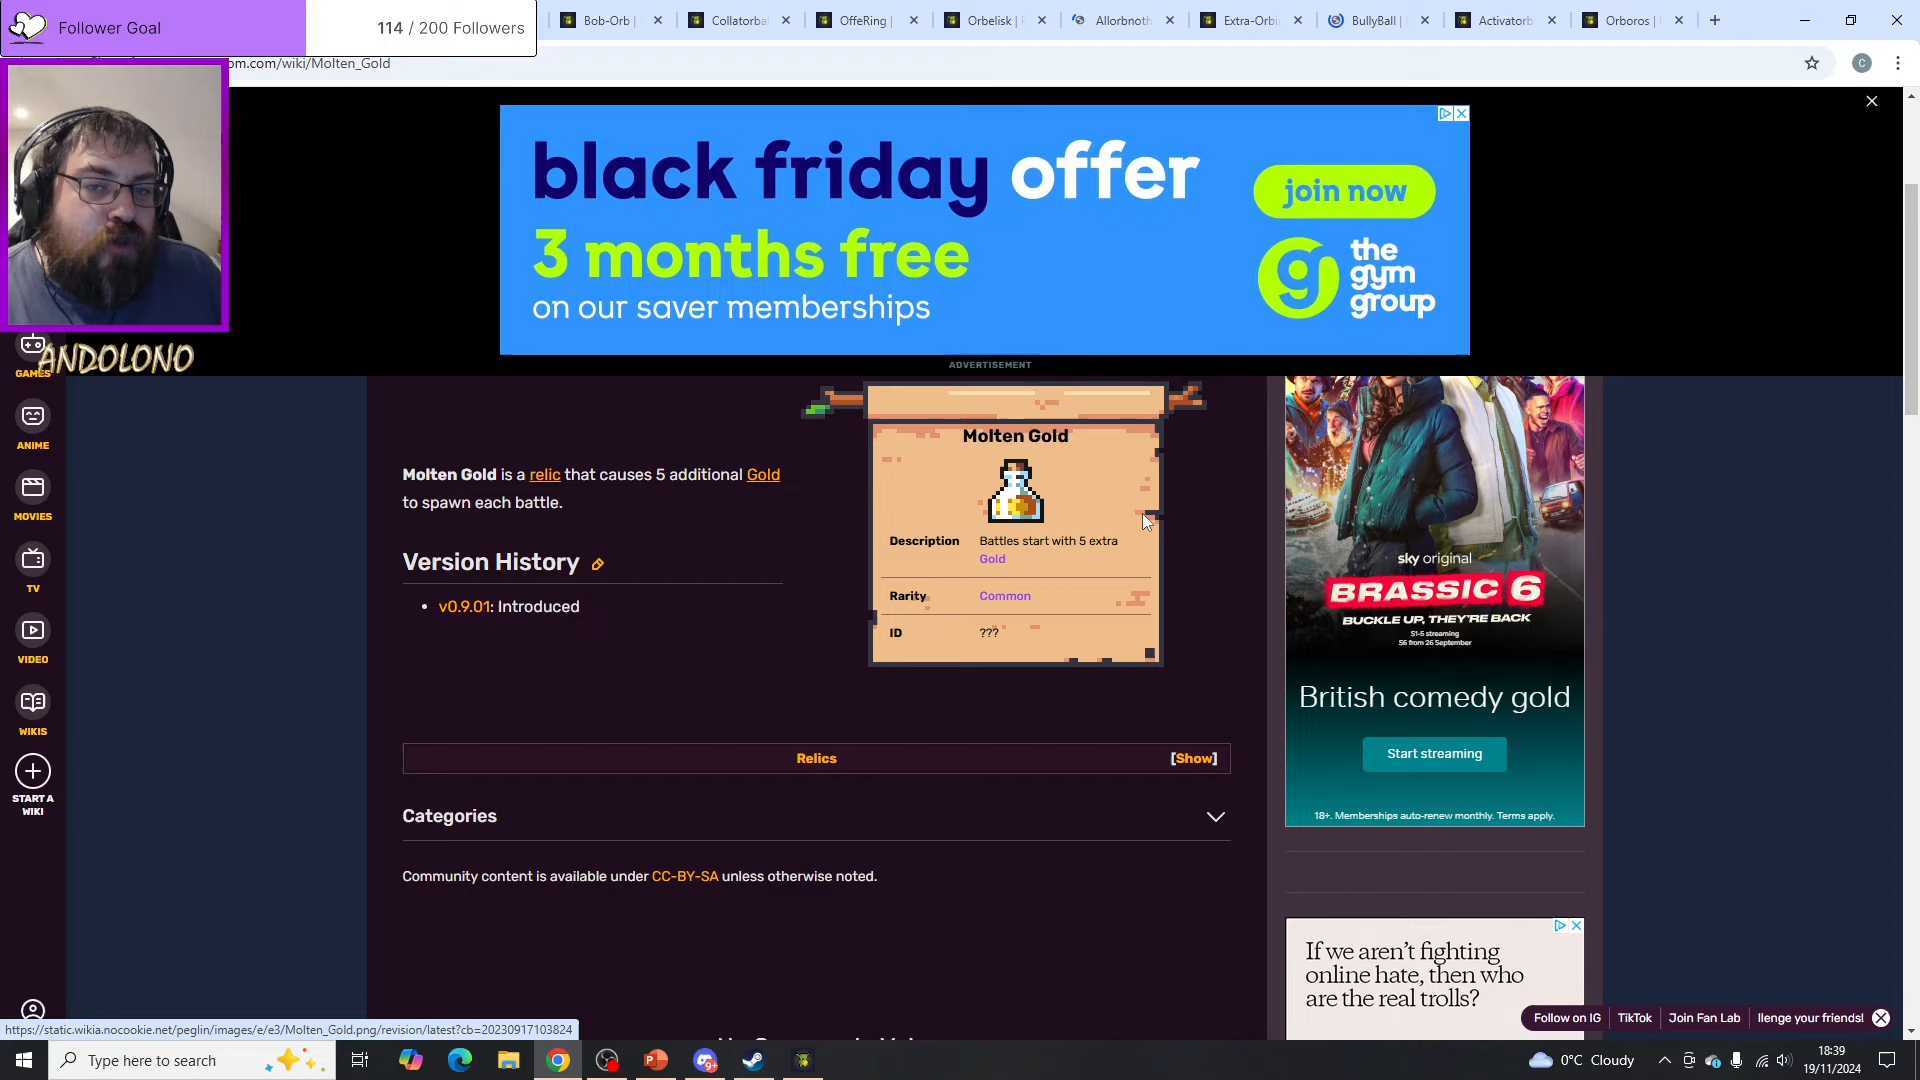 Follower Goal
114 / 200 Followers
Bob-Orb |
Collatorba
OffeRing |
Orbelisk |
Allorbnoth
Extra-Orbi
BullyBall |
Activatorb
Orboros |
om.com/wiki/Molten_Gold
C
black friday offer
3 months free
on our saver memberships
join now
the
gym
group
ADVERTISEMENT
ANDOLONO
GAMES
ANIME
MOVIES
TV
VIDEO
WIKIS
START A
WIKI
Molten Gold is a relic that causes 5 additional Gold
to spawn each battle.
Version History
• v0.9.01: Introduced
Molten Gold
Description Battles start with 5 extra
Gold
Rarity Common
ID ???
Relics [Show]
Categories
Community content is available under CC-BY-SA unless otherwise noted.
sky original
BRASSIC 6
BUCKLE UP, THEY'RE BACK
S1-5 streaming
S6 from 26 September
British comedy gold
Start streaming
18+. Memberships auto-renew monthly. Terms apply.
If we aren't fighting
online hate, then who
are the real trolls?
Follow on IG TikTok Join Fan Lab llenge your friends!
https://static.wikia.nocookie.net/peglin/images/e/e3/Molten_Gold.png/revision/latest?cb=20230917103824
Type here to search
9+
0°C Cloudy
18:39
19/11/2024